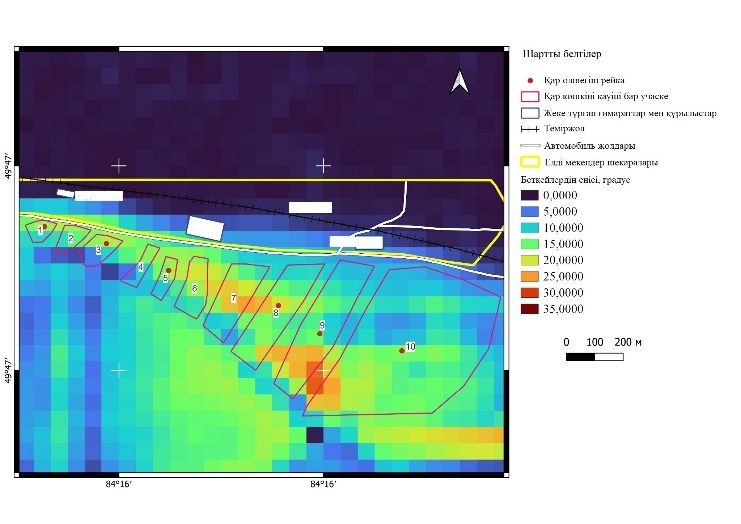 Шартты белгілер
Қар өлшегіш рейка
Қар көшкіні қаупі бар учаске
Жеке тұрған ғимараттар мен құрылыстар
Теміржол
Автомобиль жолдары
Елді мекендер шекаралары
Беткейлердің еңісі, градус
0,0000
5,0000
10,0000
15,0000
20,0000
25,0000
30,0000
35,0000
0 100 200 м
49°47'
49°47'
1
2
3
4
5
6
7
8
9
10
84°16' 84°16'